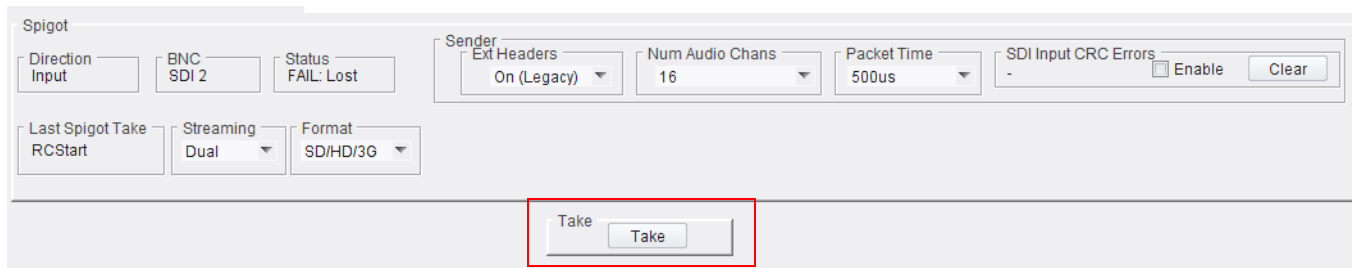 Spigot
Direction
Input
BNC
SDI 2
Status
FAIL: Lost
Sender
Ext Headers
On (Legacy)
Num Audio Chans
16
Packet Time
500us
SDI Input CRC Errors
-
Enable
Clear
Last Spigot Take
RCStart
Streaming
Dual
Format
SD/HD/3G
Take
Take